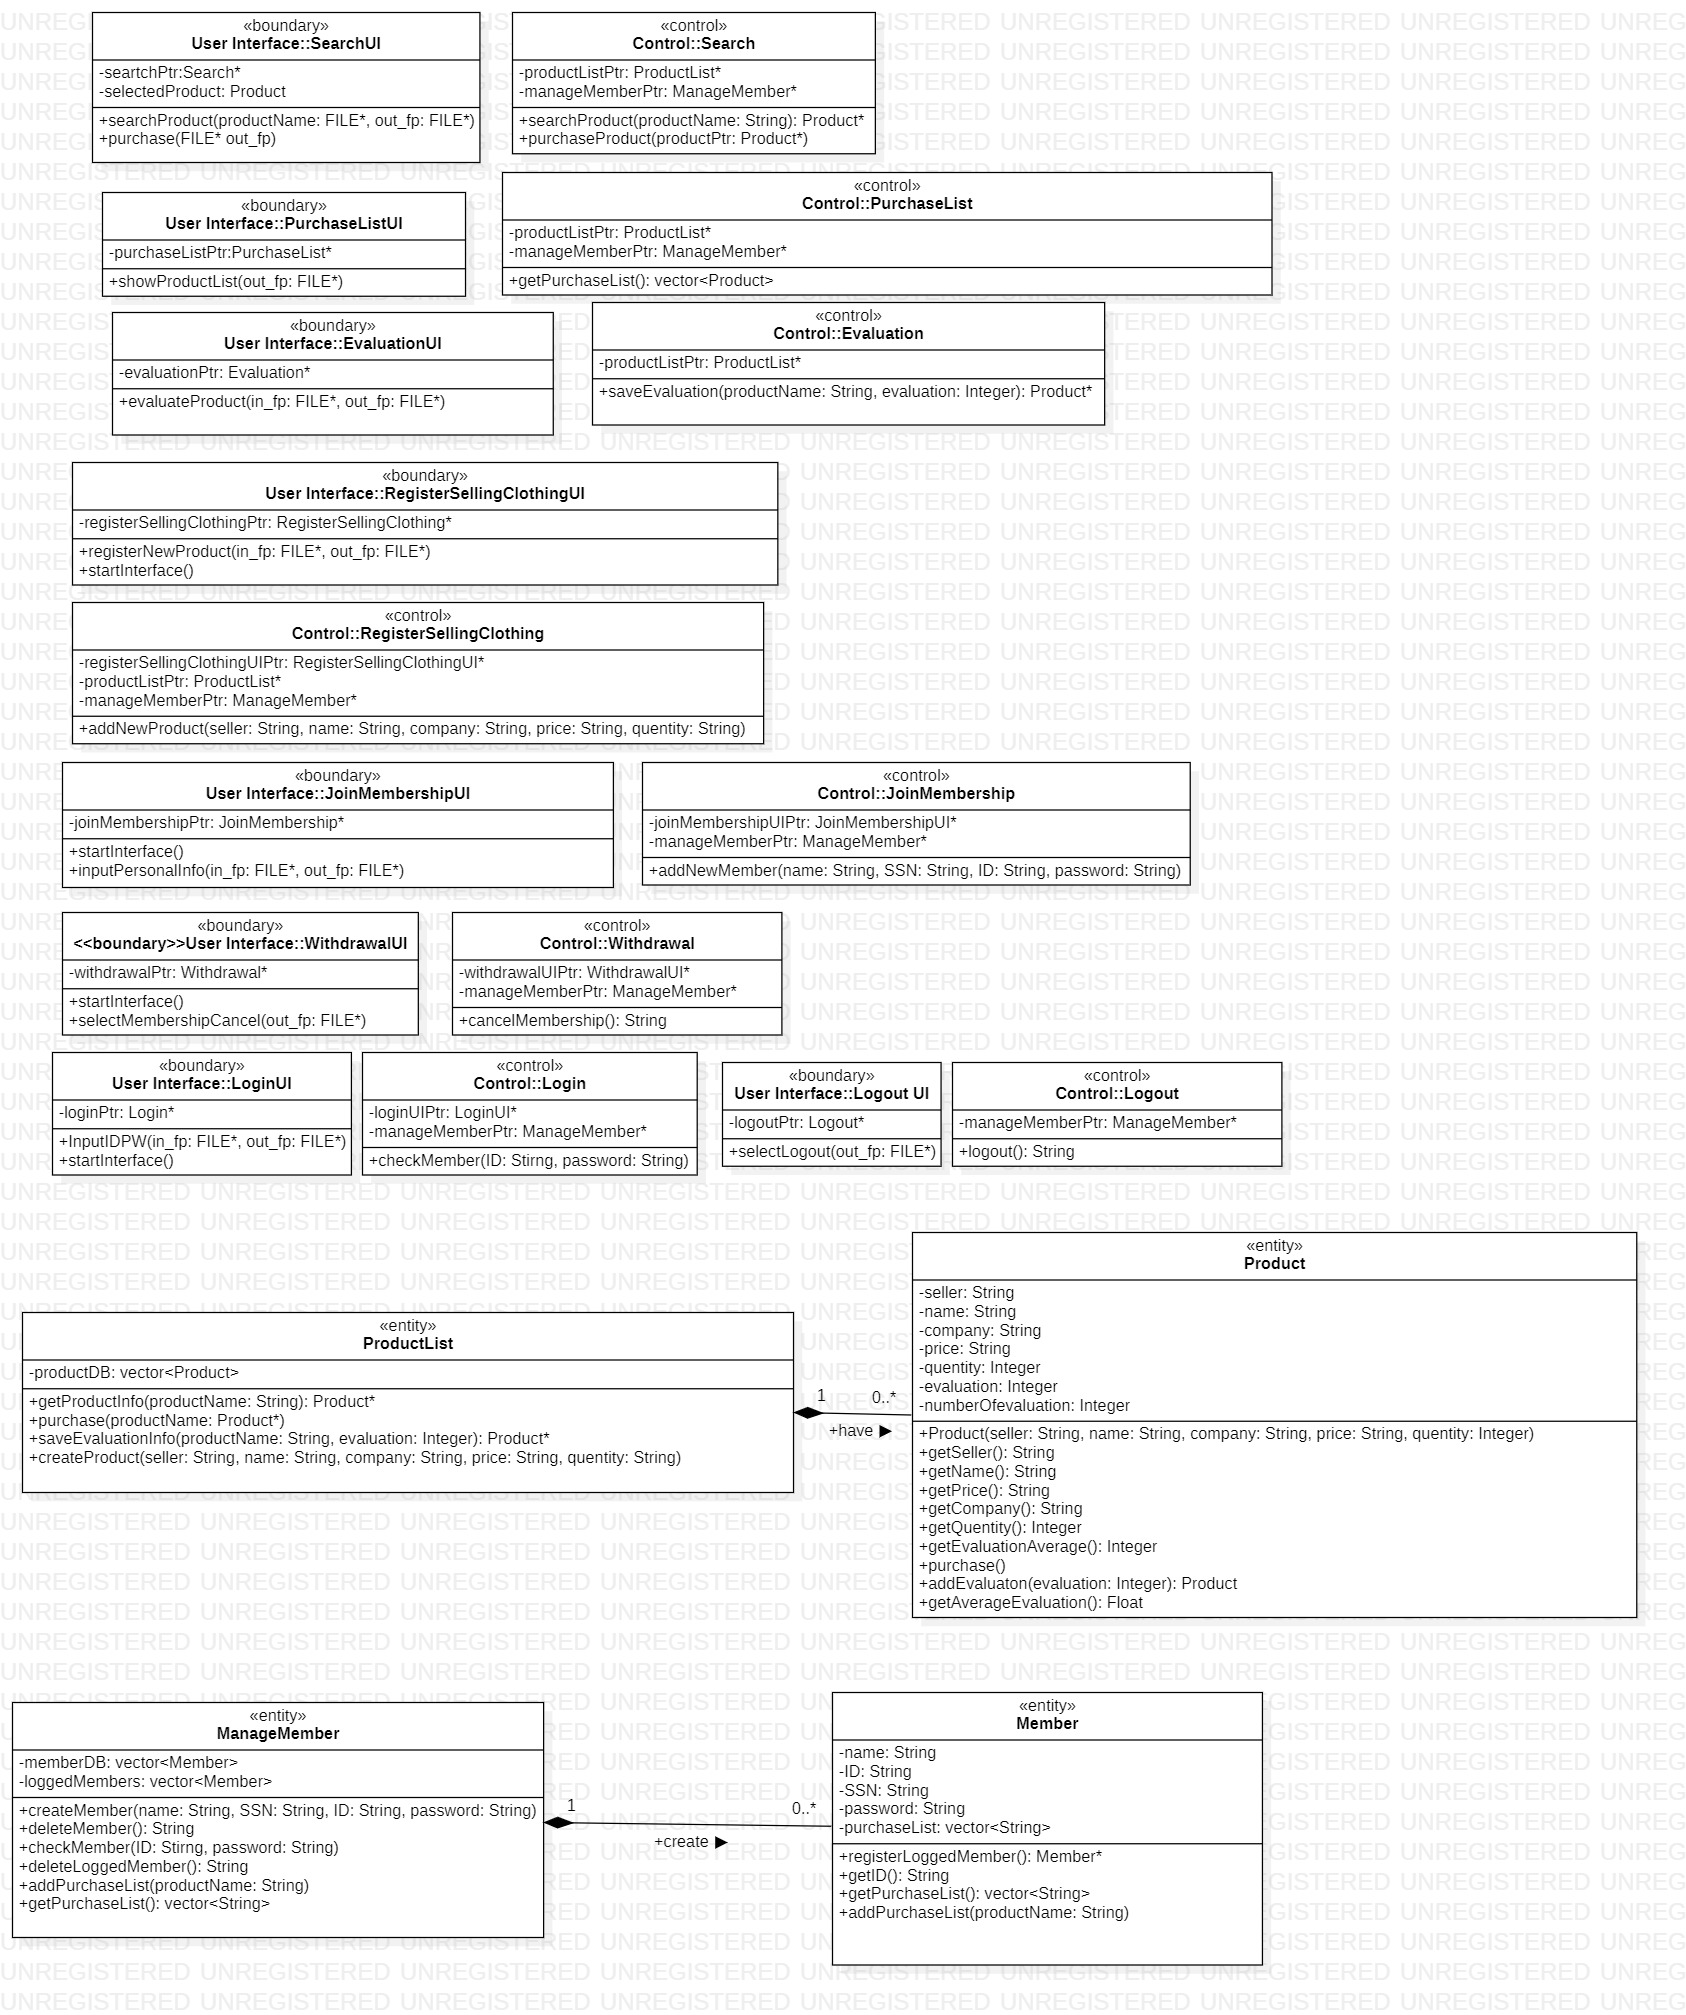 «boundary»
User Interface::SearchUI
-seartchPtr:Search*
-selectedProduct: Product
+searchProduct(productName: FILE*, out_fp: FILE*)
+purchase(FILE* out_fp)
«control»
Control::Search
-productListPtr: ProductList*
-manageMemberPtr: ManageMember*
+searchProduct(productName: String): Product*
+purchaseProduct(productPtr: Product*)
«boundary»
User Interface::PurchaseListUI
-purchaseListPtr:PurchaseList*
+showProductList(out_fp: FILE*)
«control»
Control::PurchaseList
-productListPtr: ProductList*
-manageMemberPtr: ManageMember*
+getPurchaseList(): vector<Product>
«boundary»
User Interface::EvaluationUI
-evaluationPtr: Evaluation*
+evaluateProduct(in_fp: FILE*, out_fp: FILE*)
«control»
Control::Evaluation
-productListPtr: ProductList*
+saveEvaluation(productName: String, evaluation: Integer): Product*
«boundary»
User Interface::RegisterSellingClothingUI
-registerSellingClothingPtr: RegisterSellingClothing*
+registerNewProduct(in_fp: FILE*, out_fp: FILE*)
+startInterface()
«control»
Control::RegisterSellingClothing
-registerSellingClothingUIPtr: RegisterSellingClothingUI*
-productListPtr: ProductList*
-manageMemberPtr: ManageMember*
+addNewProduct(seller: String, name: String, company: String, price: String, quentity: String)
«boundary»
User Interface::JoinMembershipUI
-joinMembershipPtr: JoinMembership*
+startInterface()
+inputPersonalInfo(in_fp: FILE*, out_fp: FILE*)
«control»
Control::JoinMembership
-joinMembershipUIPtr: JoinMembershipUI*
-manageMemberPtr: ManageMember*
+addNewMember(name: String, SSN: String, ID: String, password: String)
«boundary»
<<boundary>>User Interface::WithdrawalUI
-withdrawalPtr: Withdrawal*
+startInterface()
+selectMembershipCancel(out_fp: FILE*)
«control»
Control::Withdrawal
-withdrawalUIPtr: WithdrawalUI*
-manageMemberPtr: ManageMember*
+cancelMembership(): String
«boundary»
User Interface::LoginUI
-loginPtr: Login*
+InputIDPW(in_fp: FILE*, out_fp: FILE*)
+startInterface()
«control»
Control::Login
-loginUIPtr: LoginUI*
-manageMemberPtr: ManageMember*
+checkMember(ID: Stirng, password: String)
«boundary»
User Interface::Logout UI
-logoutPtr: Logout*
+selectLogout(out_fp: FILE*)
«control»
Control::Logout
-manageMemberPtr: ManageMember*
+logout(): String
«entity»
ProductList
-productDB: vector<Product>
+getProductInfo(productName: String): Product*
+purchase(productName: Product*)
+saveEvaluationInfo(productName: String, evaluation: Integer): Product*
+createProduct(seller: String, name: String, company: String, price: String, quentity: String)
1
0..*
+have ▶
«entity»
Product
-seller: String
-name: String
-company: String
-price: String
-quentity: Integer
-evaluation: Integer
-numberOfevaluation: Integer
+Product(seller: String, name: String, company: String, price: String, quentity: Integer)
+getSeller(): String
+getName(): String
+getPrice(): String
+getCompany(): String
+getQuentity(): Integer
+getEvaluationAverage(): Integer
+purchase()
+addEvaluaton(evaluation: Integer): Product
+getAverageEvaluation(): Float
«entity»
ManageMember
-memberDB: vector<Member>
-loggedMembers: vector<Member>
+createMember(name: String, SSN: String, ID: String, password: String)
+deleteMember(): String
+checkMember(ID: Stirng, password: String)
+deleteLoggedMember(): String
+addPurchaseList(productName: String)
+getPurchaseList(): vector<String>
1
0..*
+create ▶
«entity»
Member
-name: String
-ID: String
-SSN: String
-password: String
-purchaseList: vector<String>
+registerLoggedMember(): Member*
+getID(): String
+getPurchaseList(): vector<String>
+addPurchaseList(productName: String)